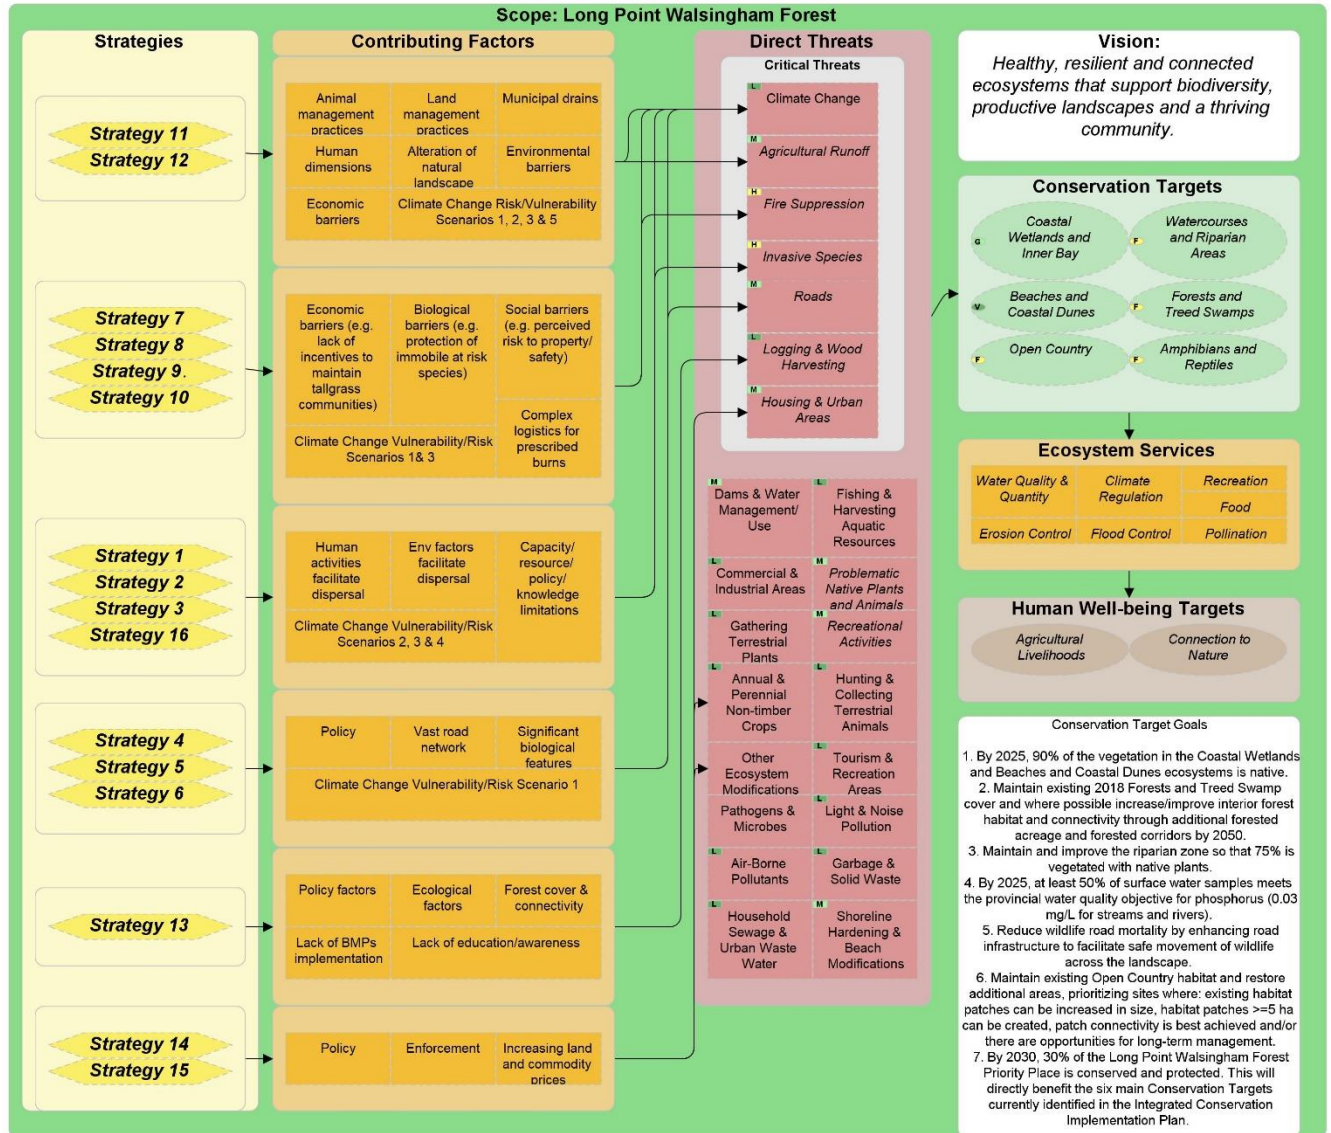 Scope: Long Point Walsingham Forest
Strategies
Strategy 11
Strategy 12
Strategy 7
Strategy 8
Strategy 9.
Strategy 10
Strategy 1
Strategy 2
Strategy 3
Strategy 16
Strategy 4
Strategy 5
Strategy 6
Strategy 13
Strategy 14
Strategy 15
Contributing Factors
Animal
management
practices
Land
management
practices
Municipal drains
Human
dimensions
Alteration of
natural
landscape
Environmental
barriers
Economic
barriers
Climate Change Risk/Vulnerability
Scenarios 1, 2, 3 & 5
Economic
barriers (e.g.
lack of
incentives to
maintain
tallgrass
communities)
Biological
barriers (e.g.
protection of
immobile at risk
species)
Social barriers
(e.g. perceived
risk to property/
safety)
Complex
logistics for
prescribed
burns
Climate Change Vulnerability/Risk
Scenarios 1& 3
Human
activities
facilitate
dispersal
Env factors
facilitate
dispersal
Capacity/
resource/
policy/
knowledge
limitations
Climate Change Vulnerability/Risk
Scenarios 2, 3 & 4
Policy
Vast road
network
Significant
biological
features
Climate Change Vulnerability/Risk Scenario 1
Policy factors
Ecological
factors
Forest cover &
connectivity
Lack of BMPs
implementation
Lack of education/awareness
Policy
Enforcement
Increasing land
and commodity
prices
Direct Threats
Critical Threats
L
Climate Change
M
Agricultural Runoff
H
Fire Suppression
H
Invasive Species
M
Roads
L
Logging & Wood
Harvesting
M
Housing & Urban
Areas
M
Dams & Water
Management/
Use
L
Fishing &
Harvesting
Aquatic
Resources
L
Commercial &
Industrial Areas
M
Problematic
Native Plants
and Animals
L
Gathering
Terrestrial
Plants
M
Recreational
Activities
L
Annual &
Perennial
Non-timber
Crops
L
Hunting &
Collecting
Terrestrial
Animals
Other
Ecosystem
Modifications
L
Tourism &
Recreation
Areas
Pathogens &
Microbes
L
Light & Noise
Pollution
L
Air-Borne
Pollutants
L
Garbage &
Solid Waste
L
Household
Sewage &
Urban Waste
Water
M
Shoreline
Hardening &
Beach
Modifications
Vision:
Healthy, resilient and connected
ecosystems that support biodiversity,
productive landscapes and a thriving
community.
Conservation Targets
G
Coastal
Wetlands and
Inner Bay
F
Watercourses
and Riparian
Areas
V
Beaches and
Coastal Dunes
F
Forests and
Treed Swamps
F
Open Country
F
Amphibians and
Reptiles
Ecosystem Services
Water Quality &
Quantity
Climate
Regulation
Recreation
Food
Erosion Control
Flood Control
Pollination
Human Well-being Targets
Agricultural
Livelihoods
Connection to
Nature
Conservation Target Goals
1. By 2025, 90% of the vegetation in the Coastal Wetlands
and Beaches and Coastal Dunes ecosystems is native.
2. Maintain existing 2018 Forests and Treed Swamp
cover and where possible increase/improve interior forest
habitat and connectivity through additional forested
acreage and forested corridors by 2050.
3. Maintain and improve the riparian zone so that 75% is
vegetated with native plants.
4. By 2025, at least 50% of surface water samples meets
the provincial water quality objective for phosphorus (0.03
mg/L for streams and rivers).
5. Reduce wildlife road mortality by enhancing road
infrastructure to facilitate safe movement of wildlife
across the landscape.
6. Maintain existing Open Country habitat and restore
additional areas, prioritizing sites where: existing habitat
patches can be increased in size, habitat patches >=5 ha
can be created, patch connectivity is best achieved and/or
there are opportunities for long-term management.
7. By 2030, 30% of the Long Point Walsingham Forest
Priority Place is conserved and protected. This will
directly benefit the six main Conservation Targets
currently identified in the Integrated Conservation
Implementation Plan.